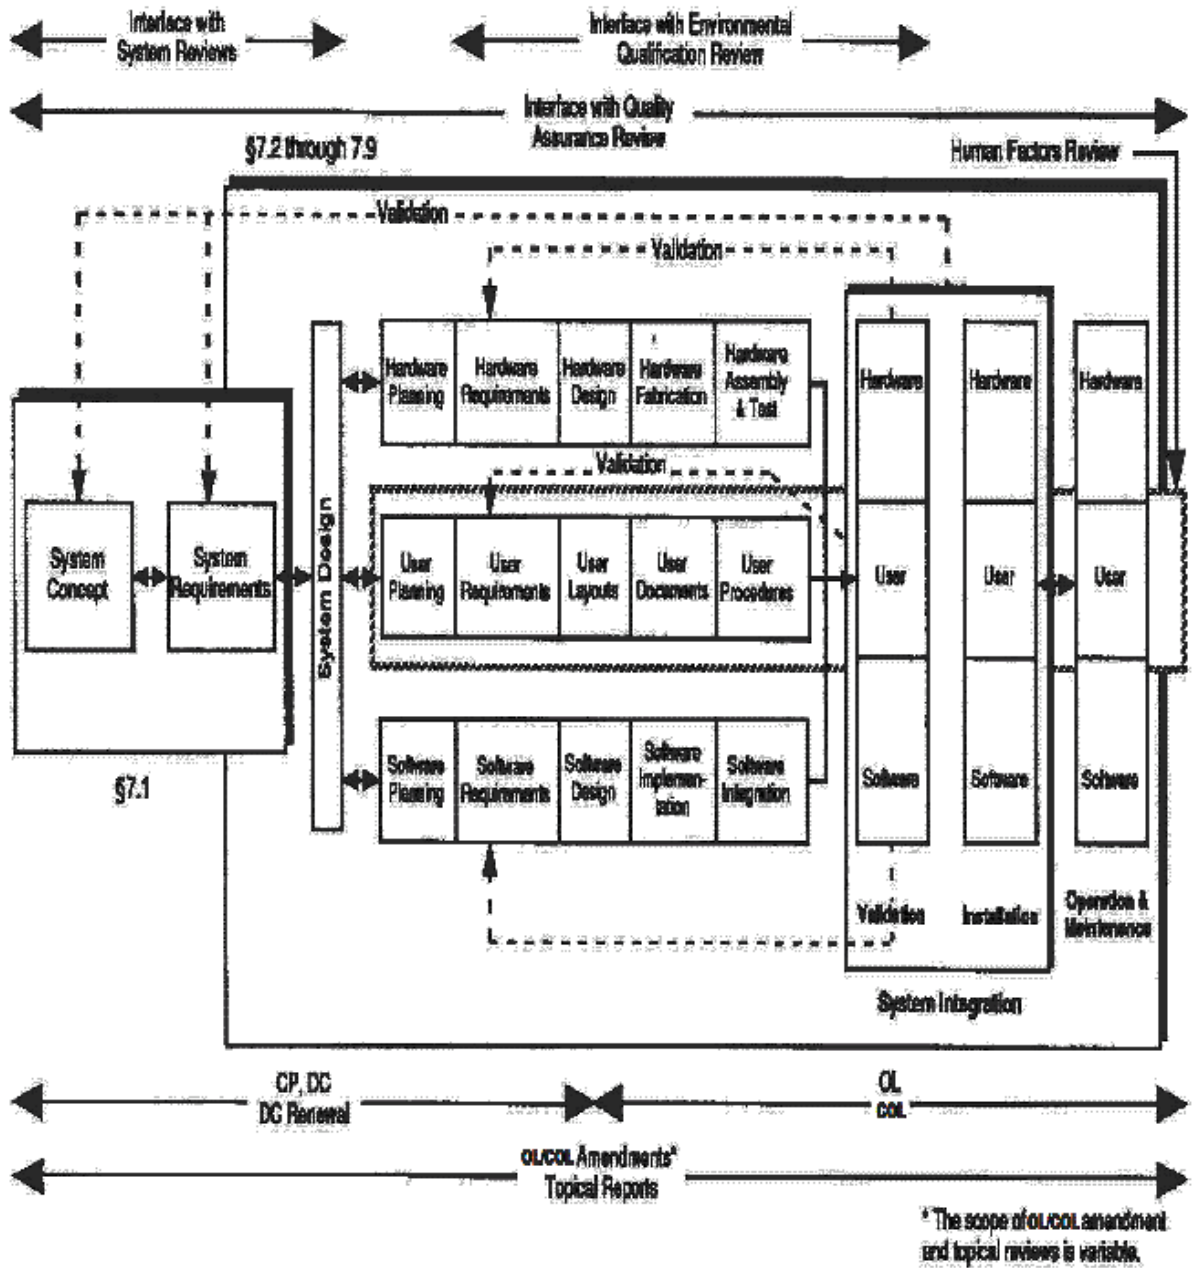 Interface with
System Reviews
Interface with Environmental
Qualification Review
Interface with Quality
Assurance Review
§7.2 through 7.9
Human Factors Review
Validation
Validation
Hardware
Planning
Hardware
Requirements
Hardware
Design
Hardware
Fabrication
Hardware
Assembly
& Test
Hardware
Hardware
Hardware
Validation
System
Concept
System
Requirements
System Design
User
Planning
User
Requirements
User
Layouts
User
Documents
User
Procedures
User
User
User
Software
Planning
Software
Requirements
Software
Design
Software
Implemen-
tation
Software
Integration
Software
Software
Software
§7.1
Validation
Installation
Operation &
Maintenance
System Integration
CP, DC
DC Renewal
OL
COL
OL/COL Amendments*
Topical Reports
* The scope of OL/COL amendment
and topical reviews is variable.